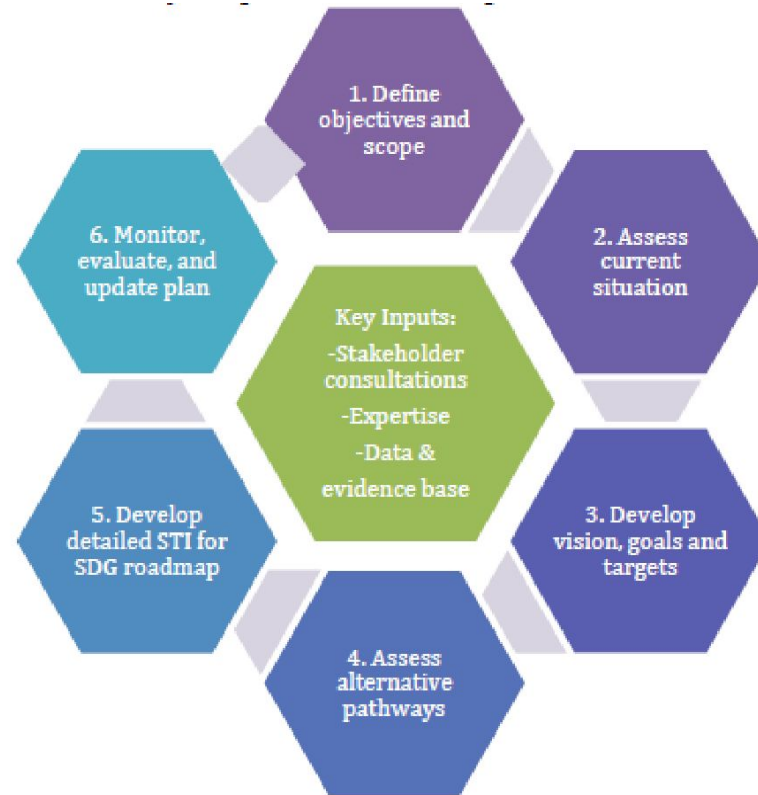 1. Define
objectives and
scope
2. Assess
current
situation
3. Develop
vision, goals and
targets
4. Assess
alternative
pathways
5. Develop
detailed STI for
SDG roadmap
6. Monitor,
evaluate, and
update plan
Key Inputs:
-Stakeholder
consultations
-Expertise
-Data &
evidence base